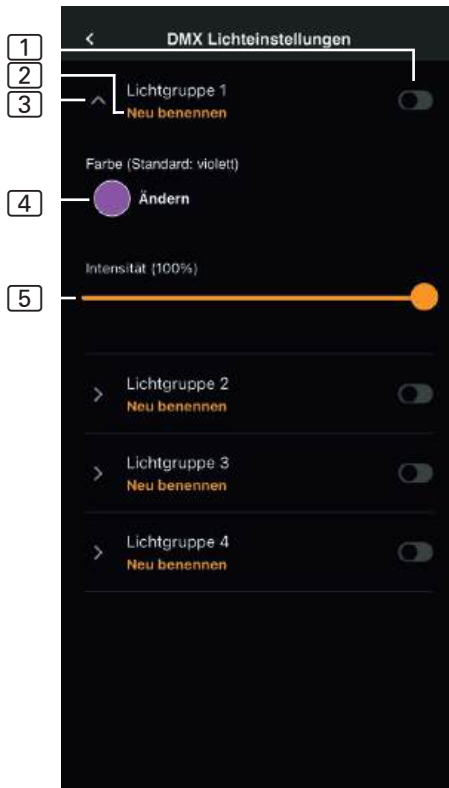 1
DMX Lichteinstellungen
2
Lichtgruppe 1
3
Neu benennen
Farbe (Standard: violett)
4
Ändern
Intensität (100%)
5
Lichtgruppe 2
Neu benennen
Lichtgruppe 3
Neu benennen
Lichtgruppe 4
Neu benennen